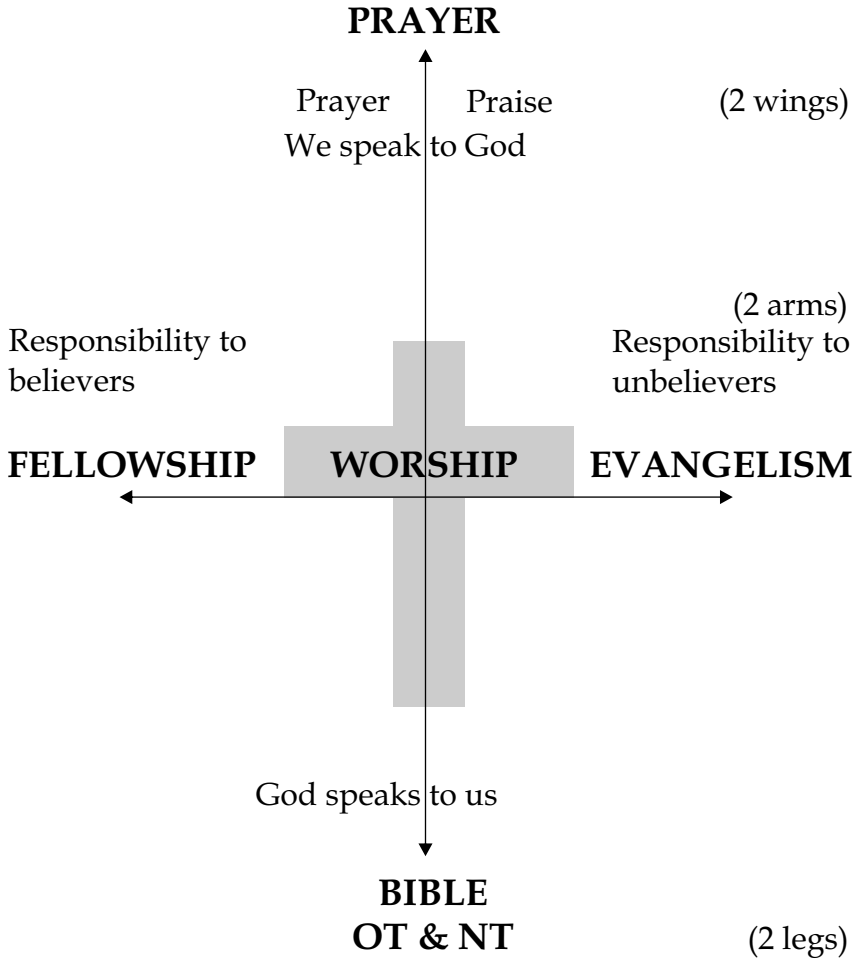 PRAYER
Prayer Praise (2 wings)
We speak to God
(2 arms)
Responsibility to
believers
Responsibility to
unbelievers
FELLOWSHIP WORSHIP EVANGELISM
God speaks to us
BIBLE
OT & NT (2 legs)